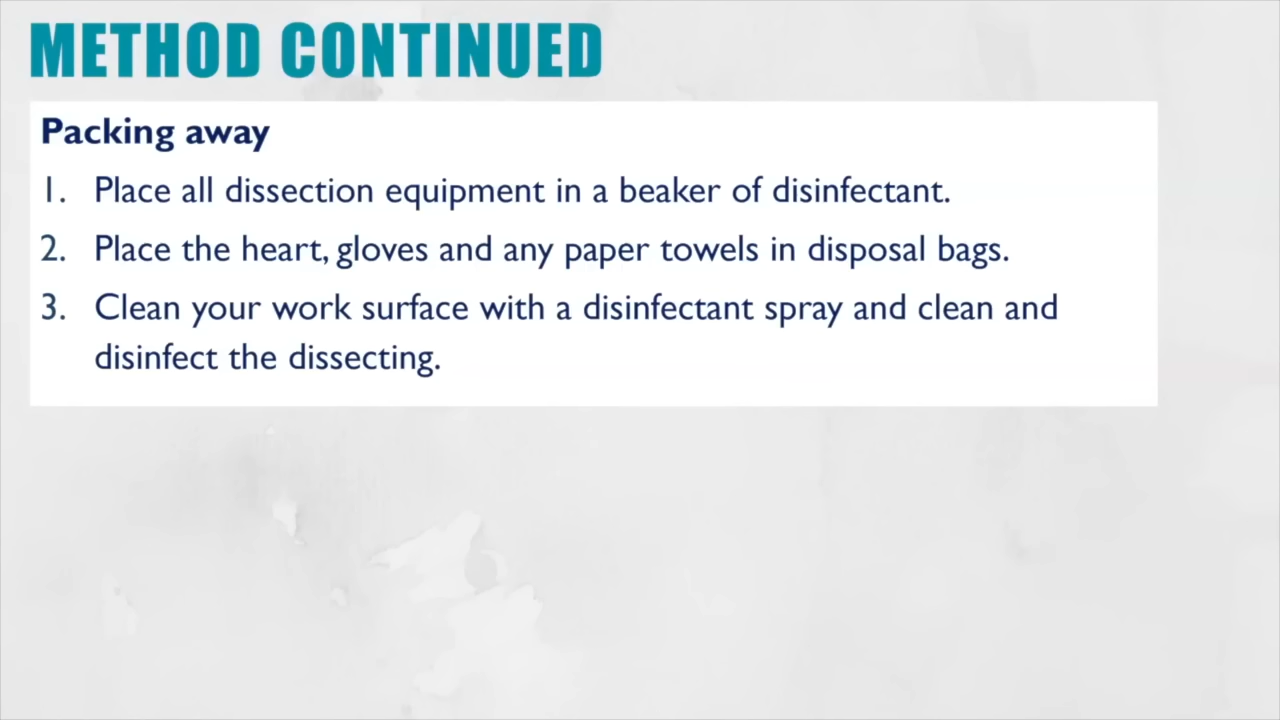 METHOD CONTINUED
Packing away
1. Place all dissection equipment in a beaker of disinfectant.
2. Place the heart, gloves and any paper towels in disposal bags.
3. Clean your work surface with a disinfectant spray and clean and
disinfect the dissecting.